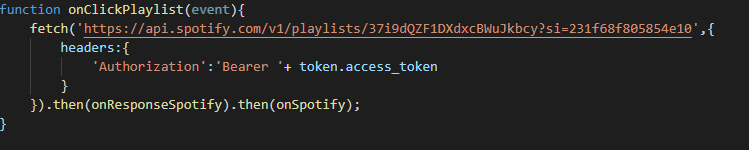 function onClickPlaylist(event){
fetch('https://api.spotify.com/v1/playlists/37i9dQZF1DXdxcBWuJkbcy?si=231f68f805854e10',{
headers:{
'Authorization':'Bearer '+ token.access_token
}
}).then(onResponseSpotify).then(onSpotify);
}